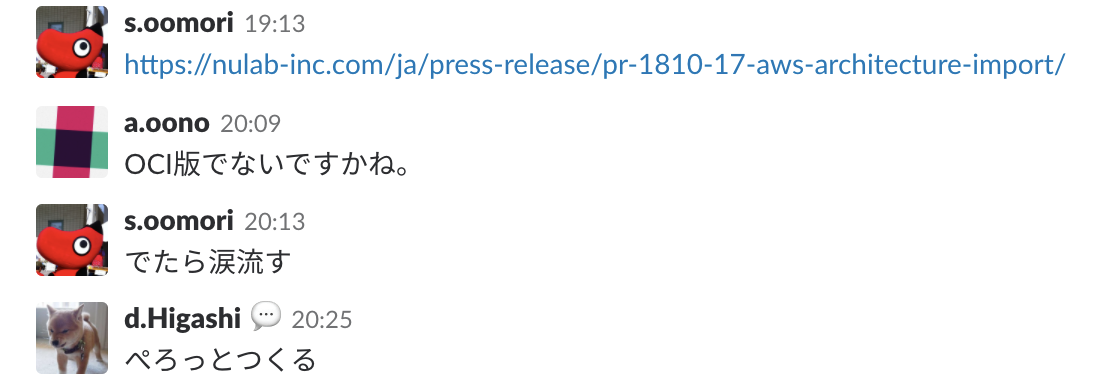 s.oomori 19:13
https://nulab-inc.com/ja/press-release/pr-1810-17-aws-architecture-import/
a.oono 20:09
OCI版でないですかね。
s.oomori 20:13
でたら涙流す
d.Higashi 20:25
ぺろっとつくる